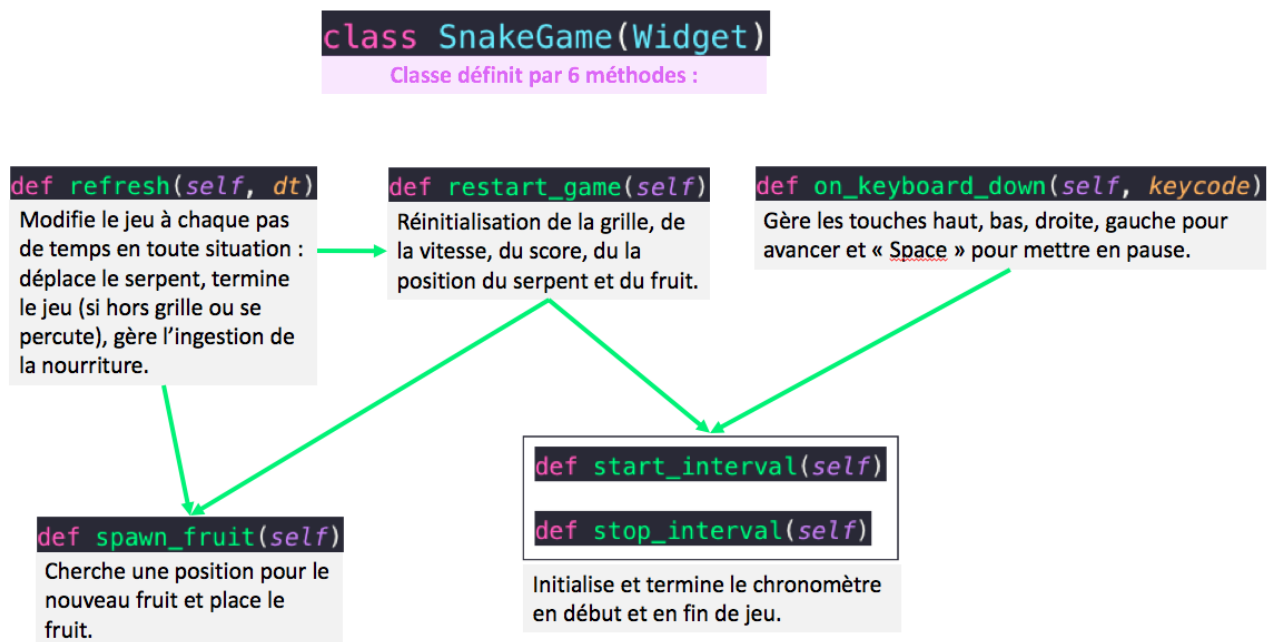 class SnakeGame(Widget)
Classe définit par 6 méthodes :
def refresh(self, dt)
Modifie le jeu à chaque pas
de temps en toute situation :
déplace le serpent, termine
le jeu (si hors grille ou se
percute), gère l’ingestion de
la nourriture.
def restart_game(self)
Réinitialisation de la grille, de
la vitesse, du score, du la
position du serpent et du fruit.
def on_keyboard_down(self, keycode)
Gère les touches haut, bas, droite, gauche pour
avancer et « Space » pour mettre en pause.
def spawn_fruit(self)
Cherche une position pour le
nouveau fruit et place le
fruit.
def start_interval(self)
def stop_interval(self)
Initialise et termine le chronomètre
en début et en fin de jeu.